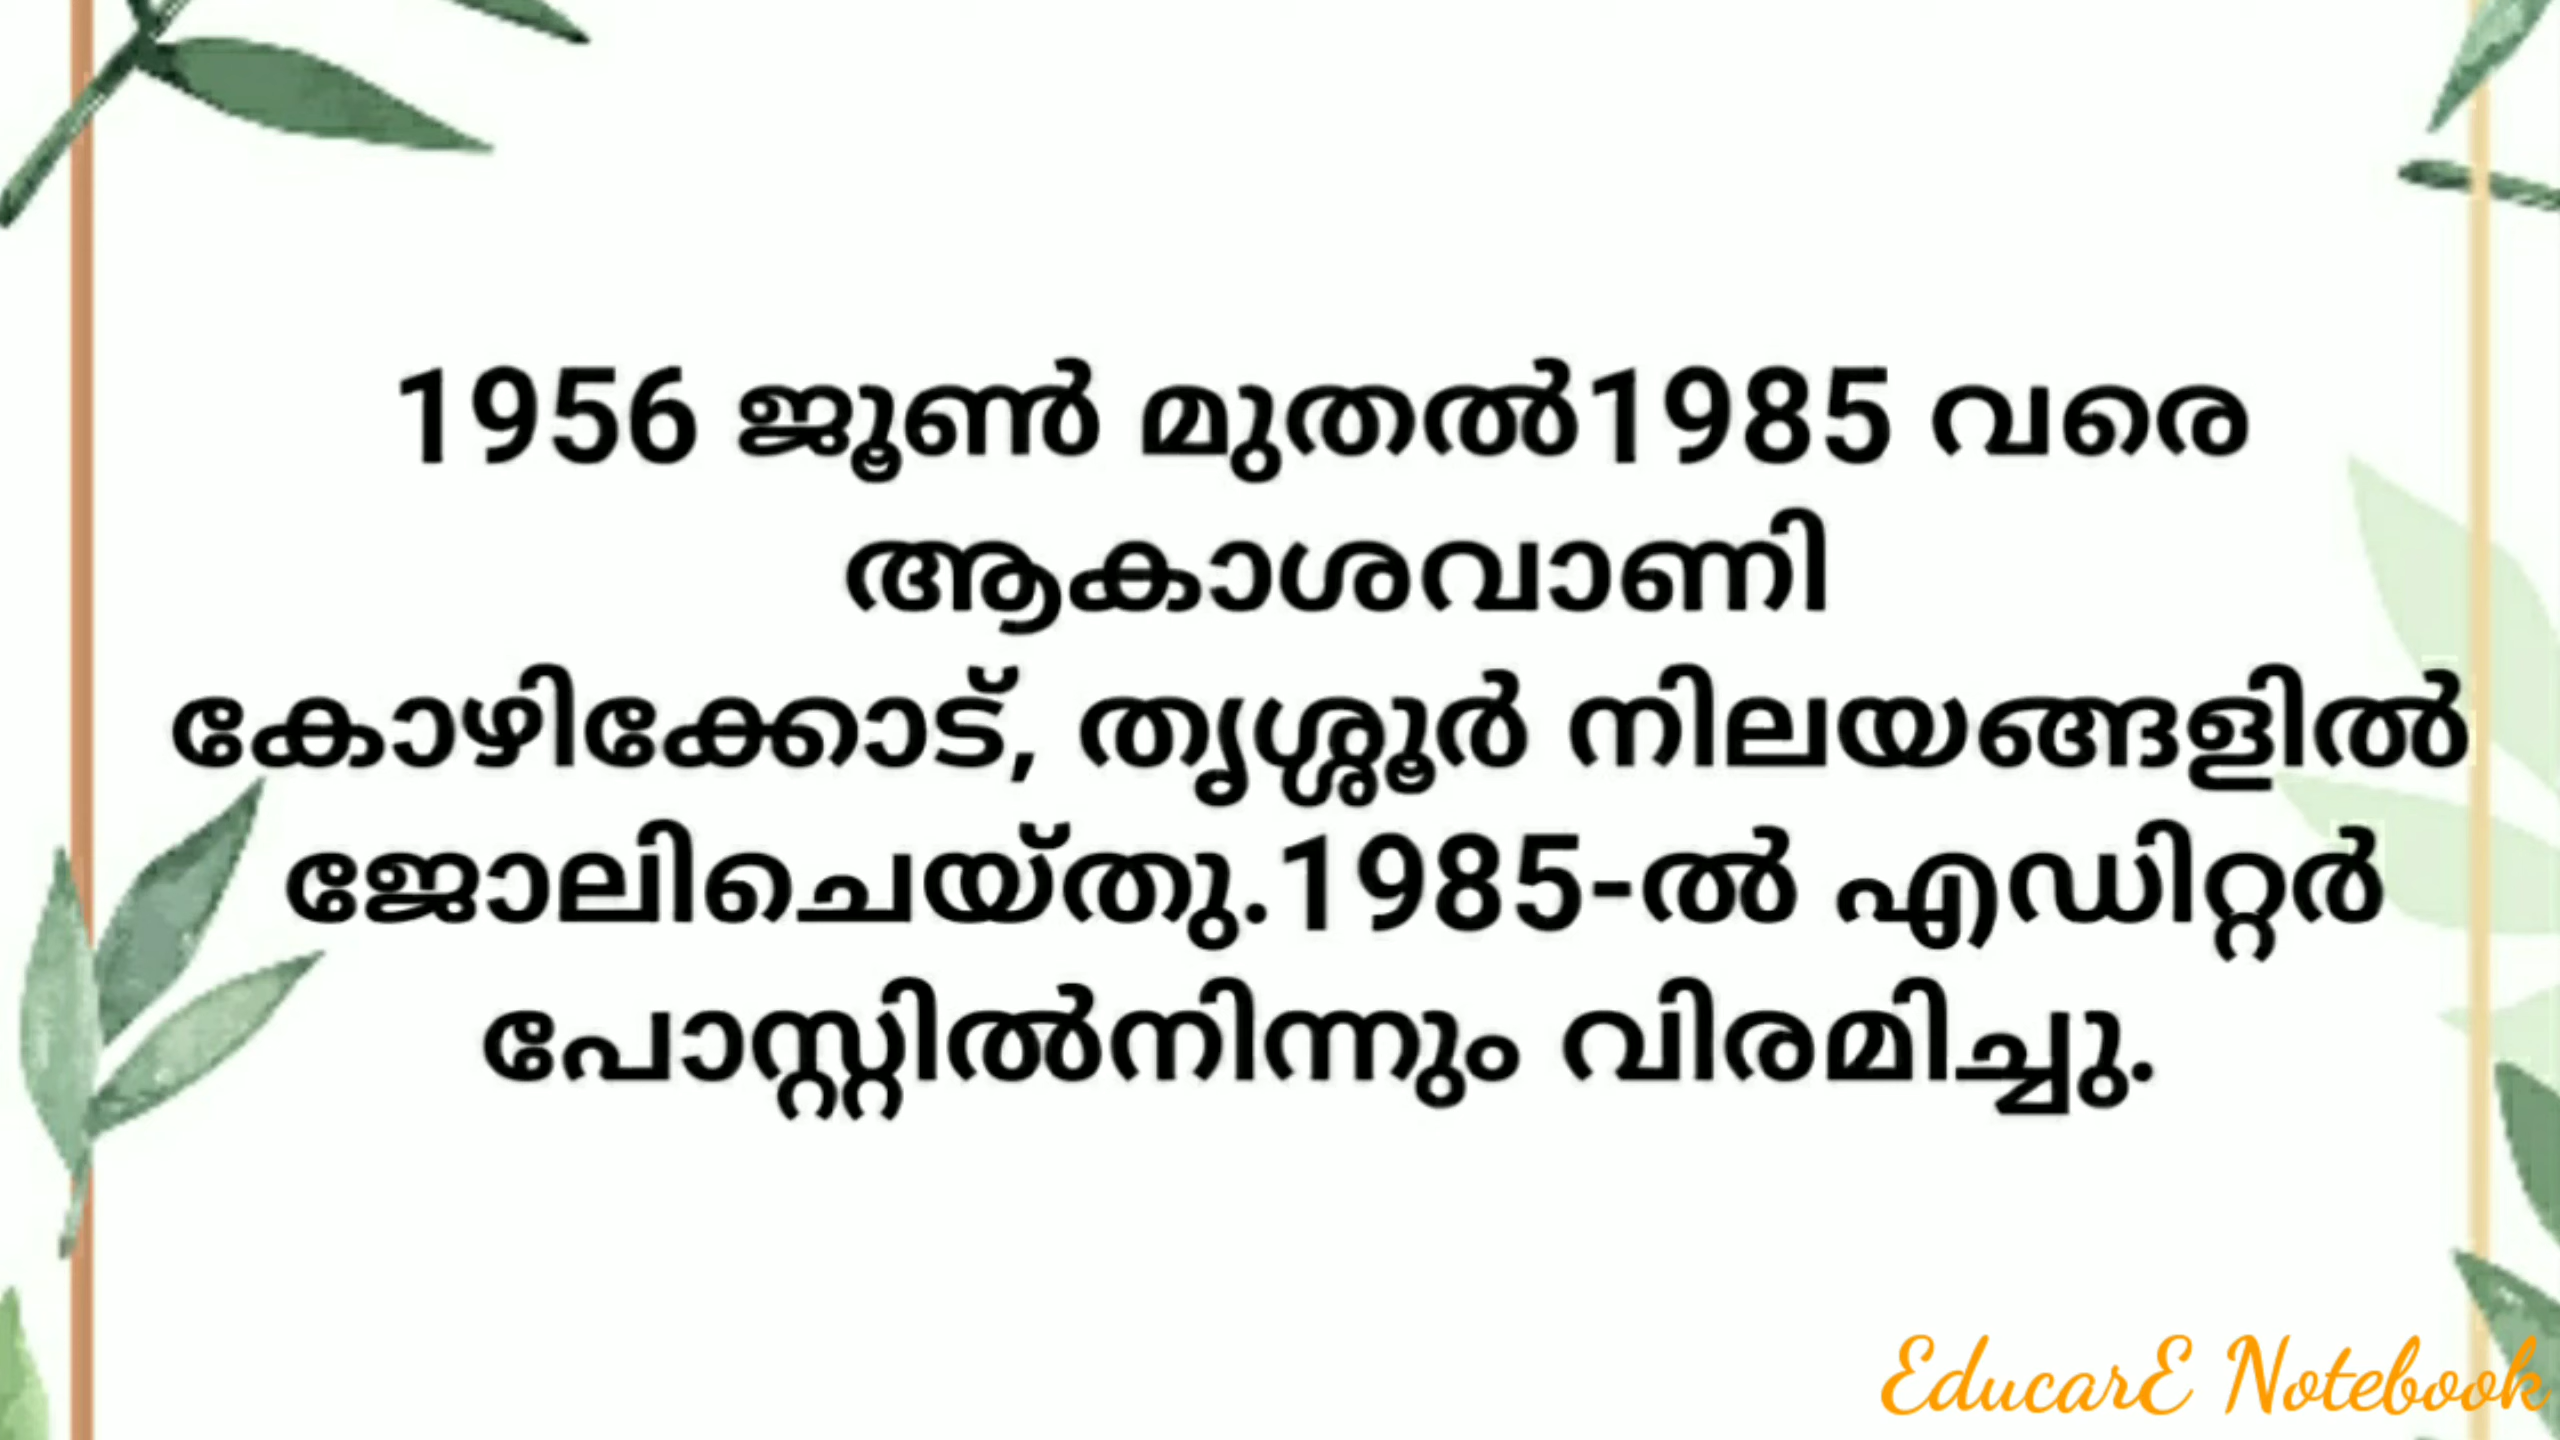 1956 ജൂൺ മുതൽ1985 വരെ
ആകാശവാണി
കോഴിക്കോട്, തൃശ്ശൂർ നിലയങ്ങളിൽ
ജോലിചെയ്തു.1985-ൽ എഡിറ്റർ
പോസ്റ്റിൽനിന്നും വിരമിച്ചു.
EducarE Notebook